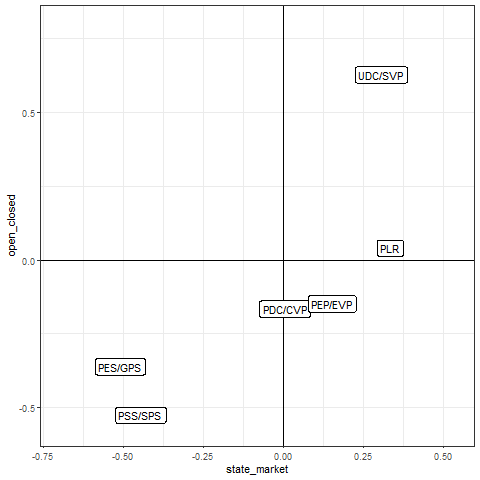 UDC/SVP
0.5
open_closed
PLR
0.0
PEP/EVP
PDC/CVP
PES/GPS
PSS/SPS
-0.5
-0.75
-0.50
-0.25
0.00
0.25
0.50
state_market